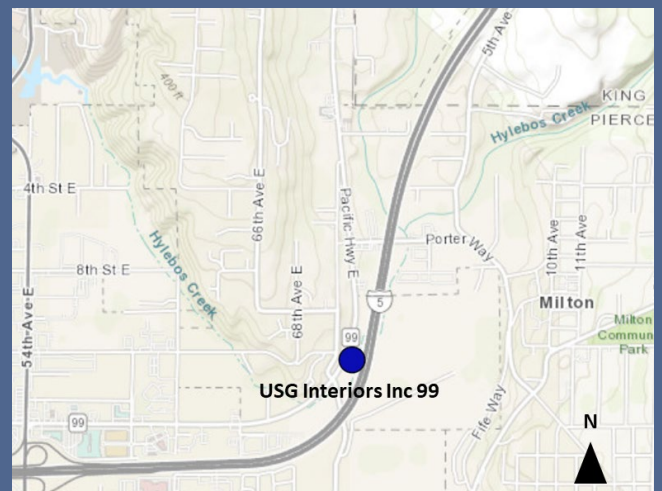 5th Ave
400 ft
KING
PIERCE
Hylebos Creek
4th St E
66th Ave E
Pacific Hwy E
10th Ave
11th Ave
Porter Way
Hylebos Creek
8th St E
68th Ave E
5
Milton
54th Ave E
99
Milton
Commun
Park
USG Interiors Inc 99
99
Fife Way
N